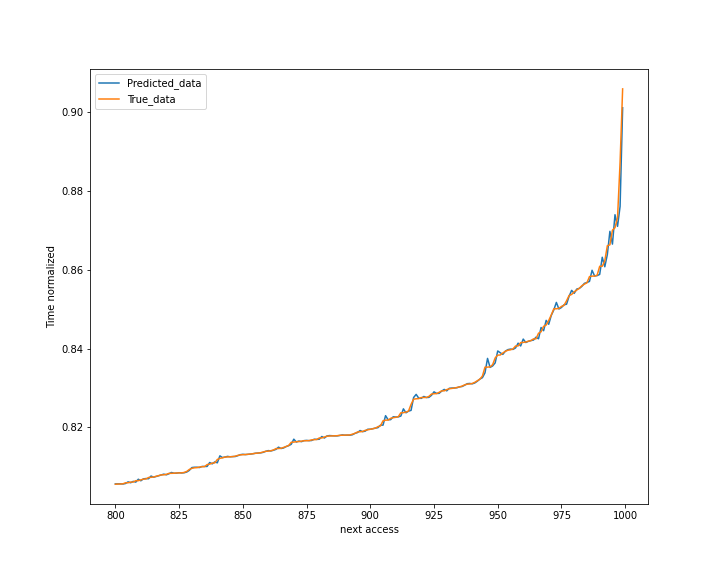 Predicted_data
True_data
0.90
0.88
0.86
0.84
0.82
Time normalized
800 825 850 875 900 925 950 975 1000
next access